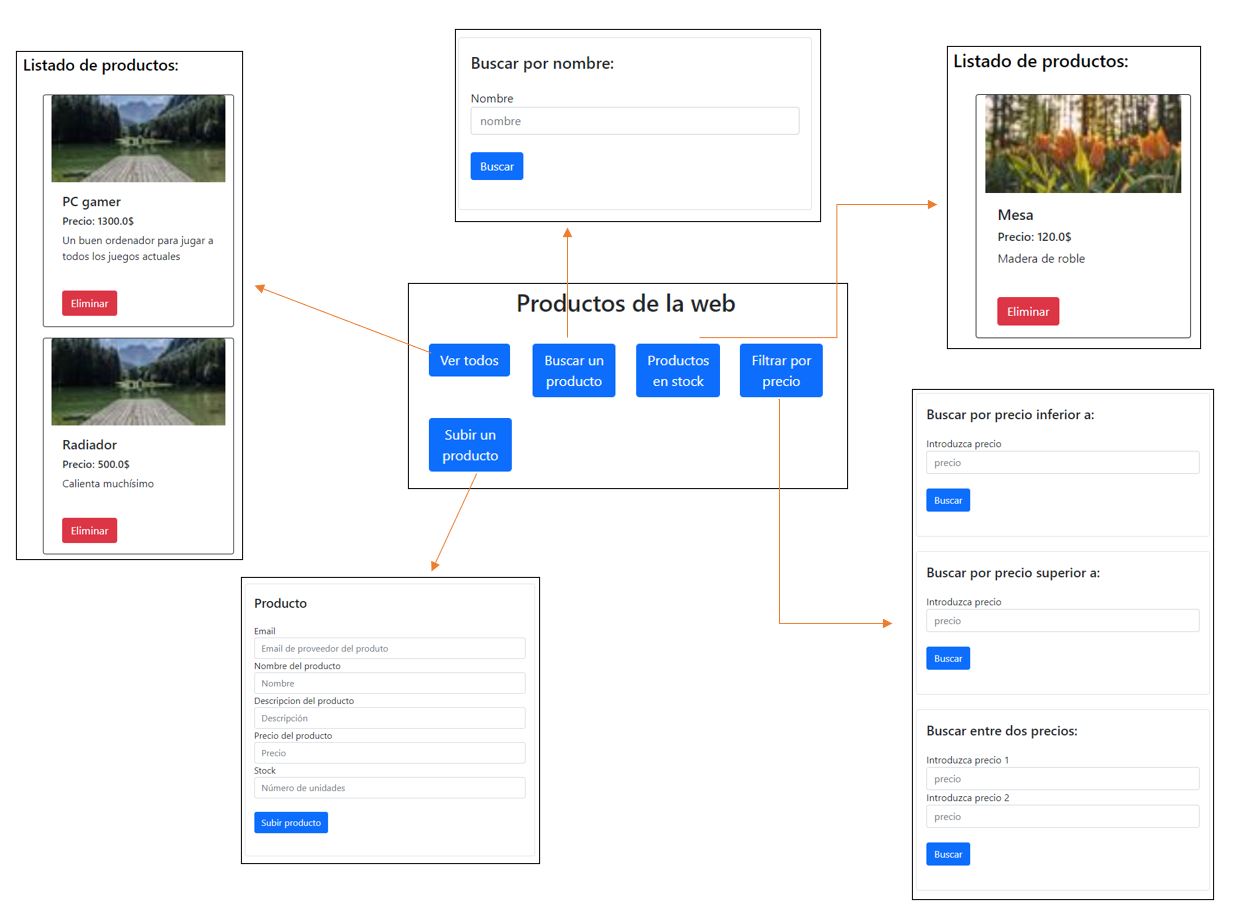 Listado de productos:
PC gamer
Precio: 1300.0$
Un buen ordenador para jugar a
todos los juegos actuales
Eliminar
Radiador
Precio: 500.0$
Calienta muchísimo
Eliminar
Buscar por nombre:
Nombre
nombre
Buscar
Listado de productos:
Mesa
Precio: 120.0$
Madera de roble
Eliminar
Productos de la web
Ver todos
Buscar un
producto
Productos
en stock
Filtrar por
precio
Subir un
producto
Producto
Email
Email de proveedor del produto
Nombre del producto
Nombre
Descripcion del producto
Descripción
Precio del producto
Precio
Stock
Número de unidades
Subir producto
Buscar por precio inferior a:
Introduzca precio
precio
Buscar
Buscar por precio superior a:
Introduzca precio
precio
Buscar
Buscar entre dos precios:
Introduzca precio 1
precio
Introduzca precio 2
precio
Buscar